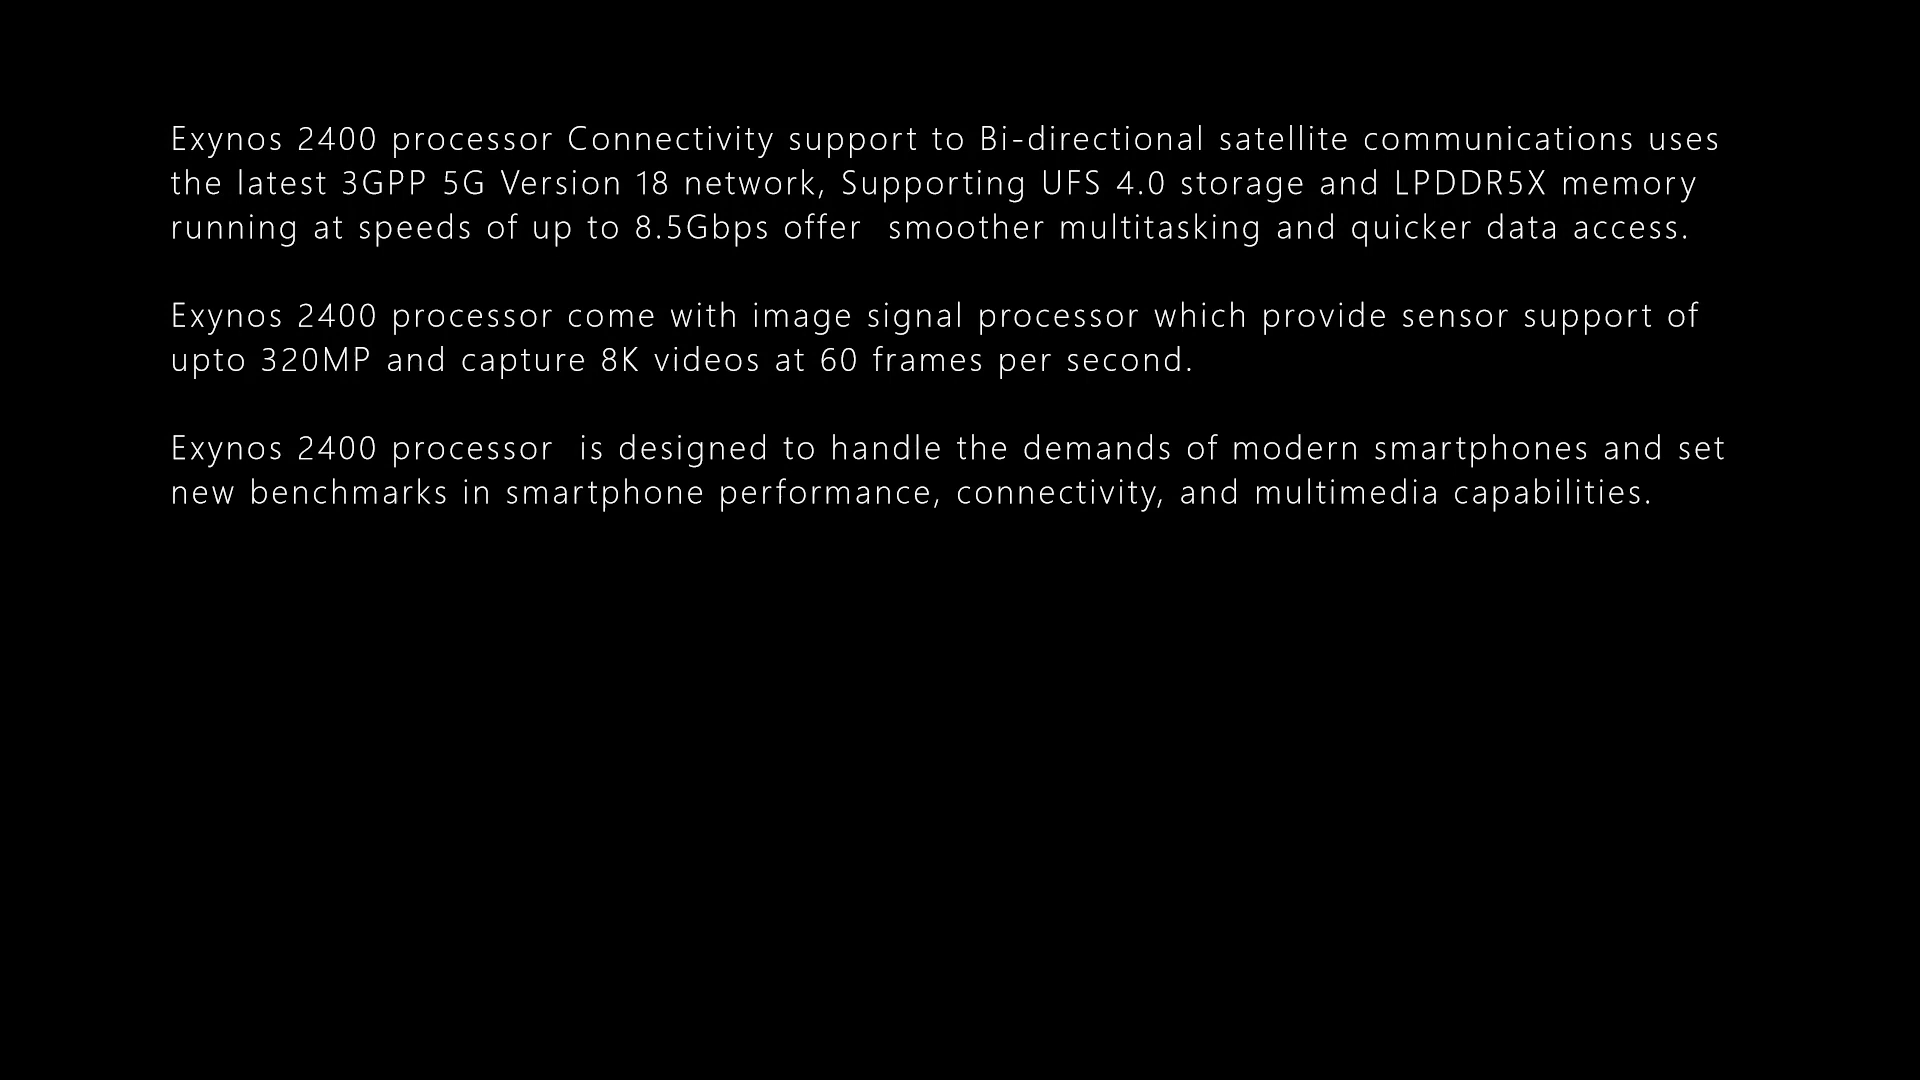 Exynos 2400 processor Connectivity support to Bi-directional satellite communications uses
the latest 3GPP 5G Version 18 network, Supporting UFS 4.0 storage and LPDDR5X memory
running at speeds of up to 8.5Gbps offer  smoother multitasking and quicker data access.
Exynos 2400 processor come with image signal processor which provide sensor support of
upto 320MP and capture 8K videos at 60 frames per second.
Exynos 2400 processor  is designed to handle the demands of modern smartphones and set
new benchmarks in smartphone performance, connectivity, and multimedia capabilities.